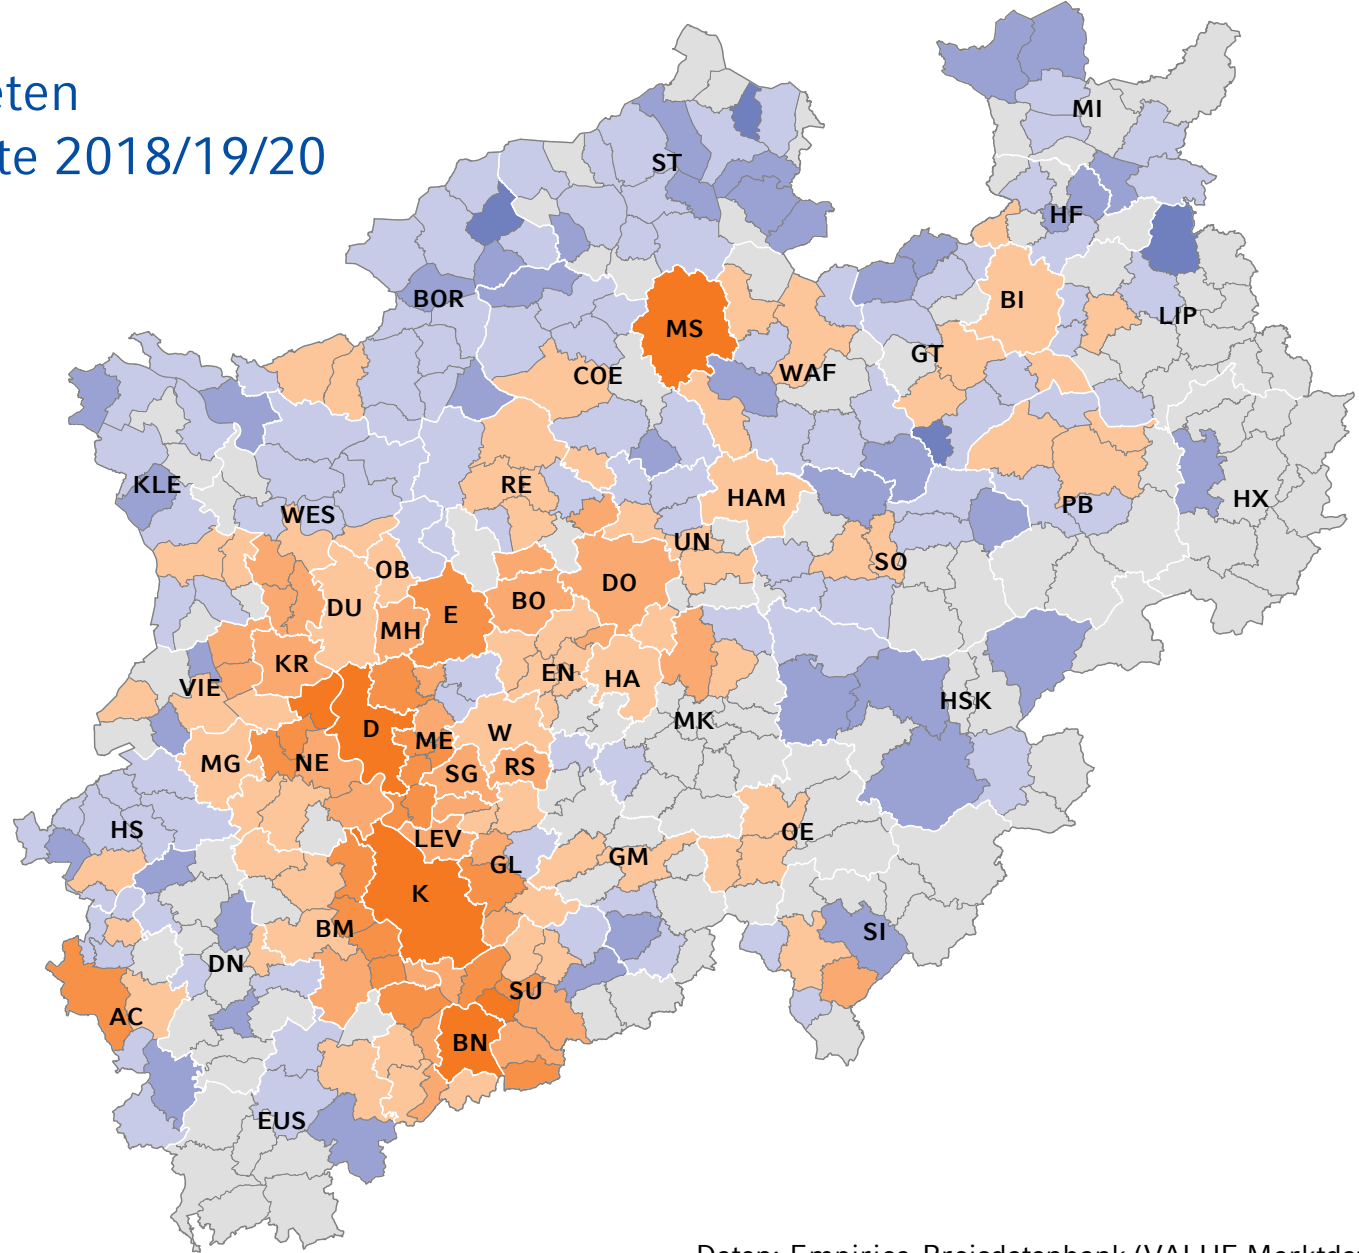 eten
te 2018/19/20
MI
ST
HF
BOR
BI
LIP
MS
GT
COE
WAF
KLE
RE
HAM
HX
PB
WES
UN
SO
OB
DO
DU
BO
E
MH
KR
EN
HA
VIE
HSK
MK
D
W
ME
MG
NE
SG
RS
HS
OE
LEV
GM
GL
K
BM
SI
DN
SU
AC
BN
EUS